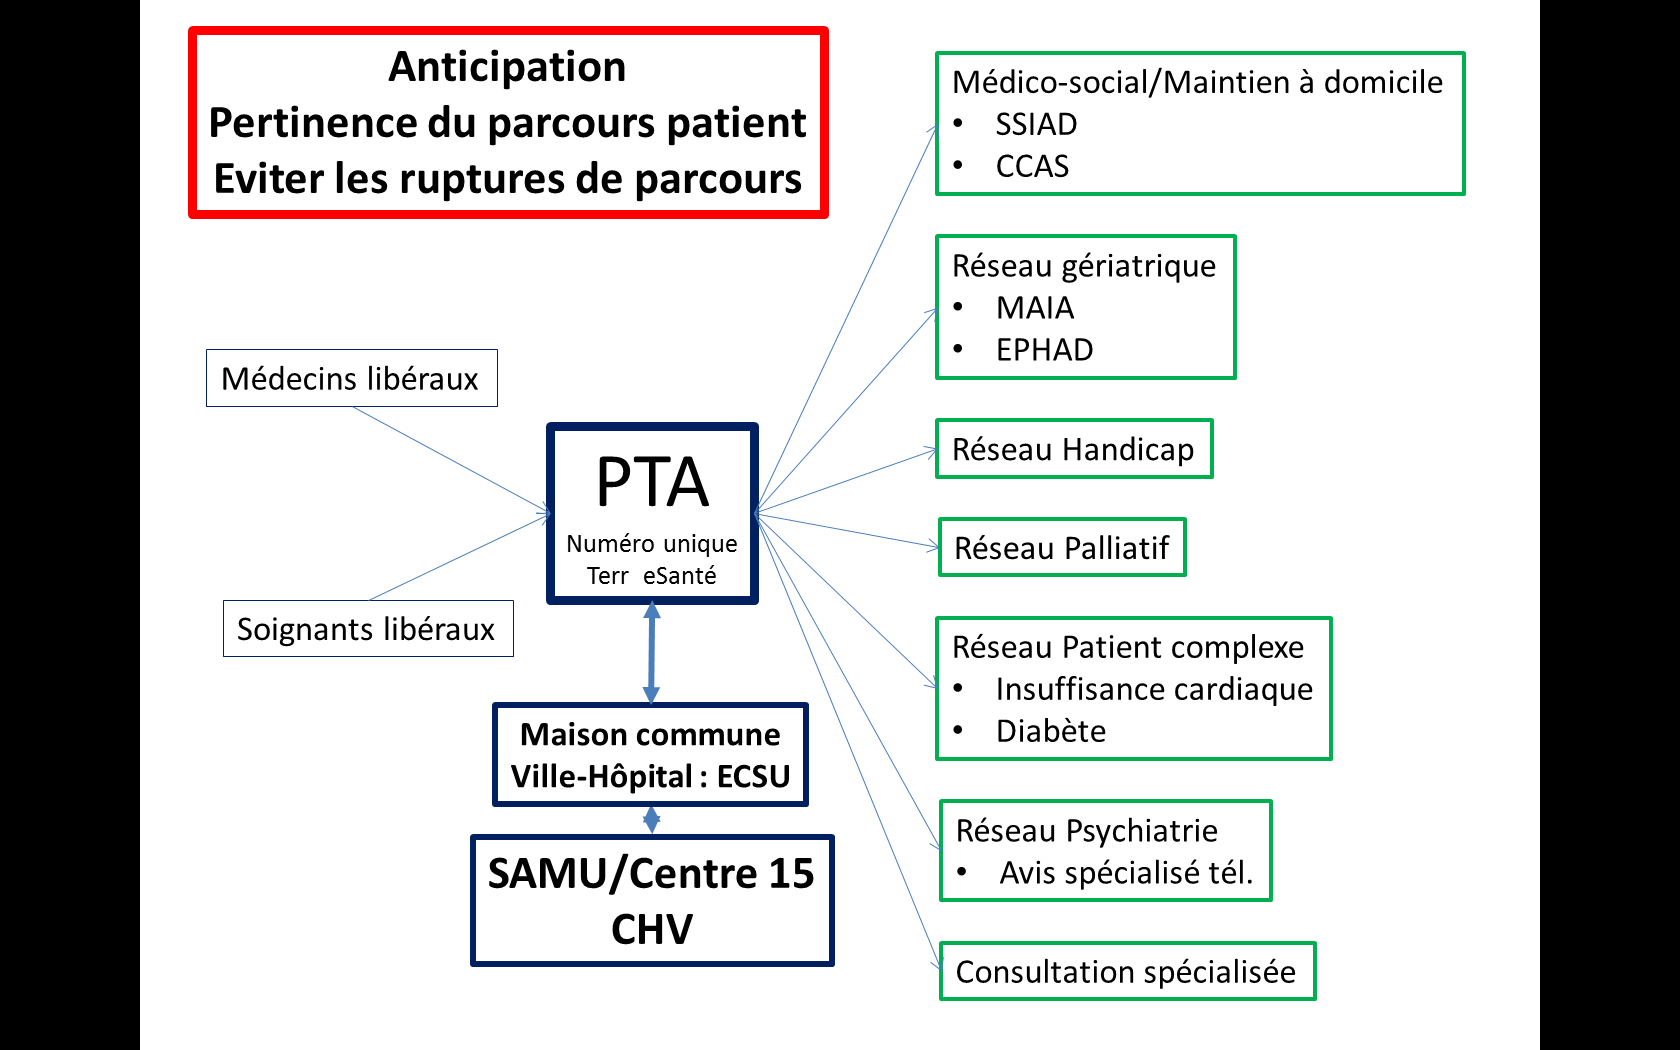 Anticipation
Pertinence du parcours patient
Eviter les ruptures de parcours
Médecins libéraux
Soignants libéraux
PTA
Numéro unique
Terr eSanté
Maison commune
Ville-Hôpital : ECSU
SAMU/Centre 15
CHV
Médico-social/Maintien à domicile
• SSIAD
• CCAS
Réseau gériatrique
• MAIA
• EPHAD
Réseau Handicap
Réseau Palliatif
Réseau Patient complexe
• Insuffisance cardiaque
• Diabète
Réseau Psychiatrie
• Avis spécialisé tél.
Consultation spécialisée